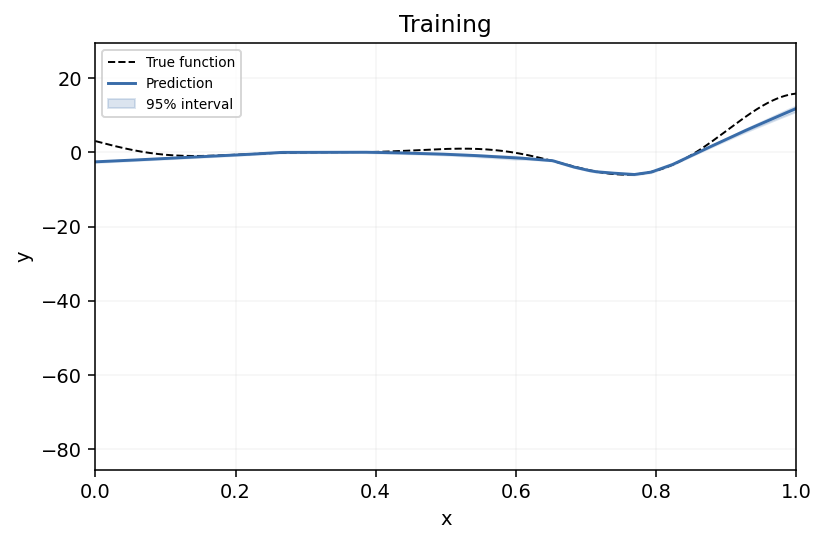 Training
True function
Prediction
95% interval
y
20
0
−20
−40
−60
−80
0.0 0.2 0.4 0.6 0.8 1.0
x